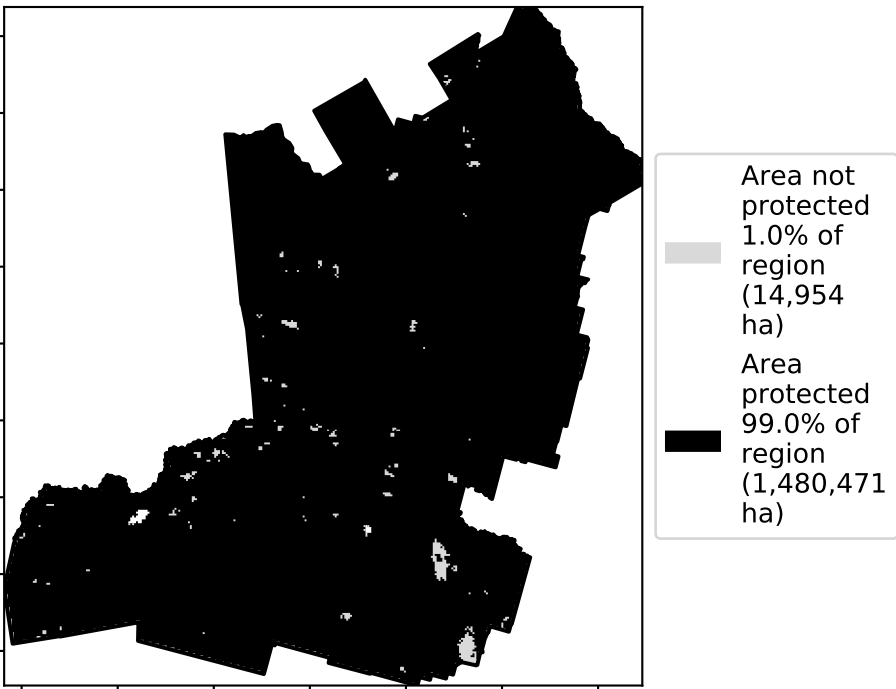 Area not
protected
1.0% of
region
(14,954
ha)
Area
protected
99.0% of
region
(1,480,471
ha)